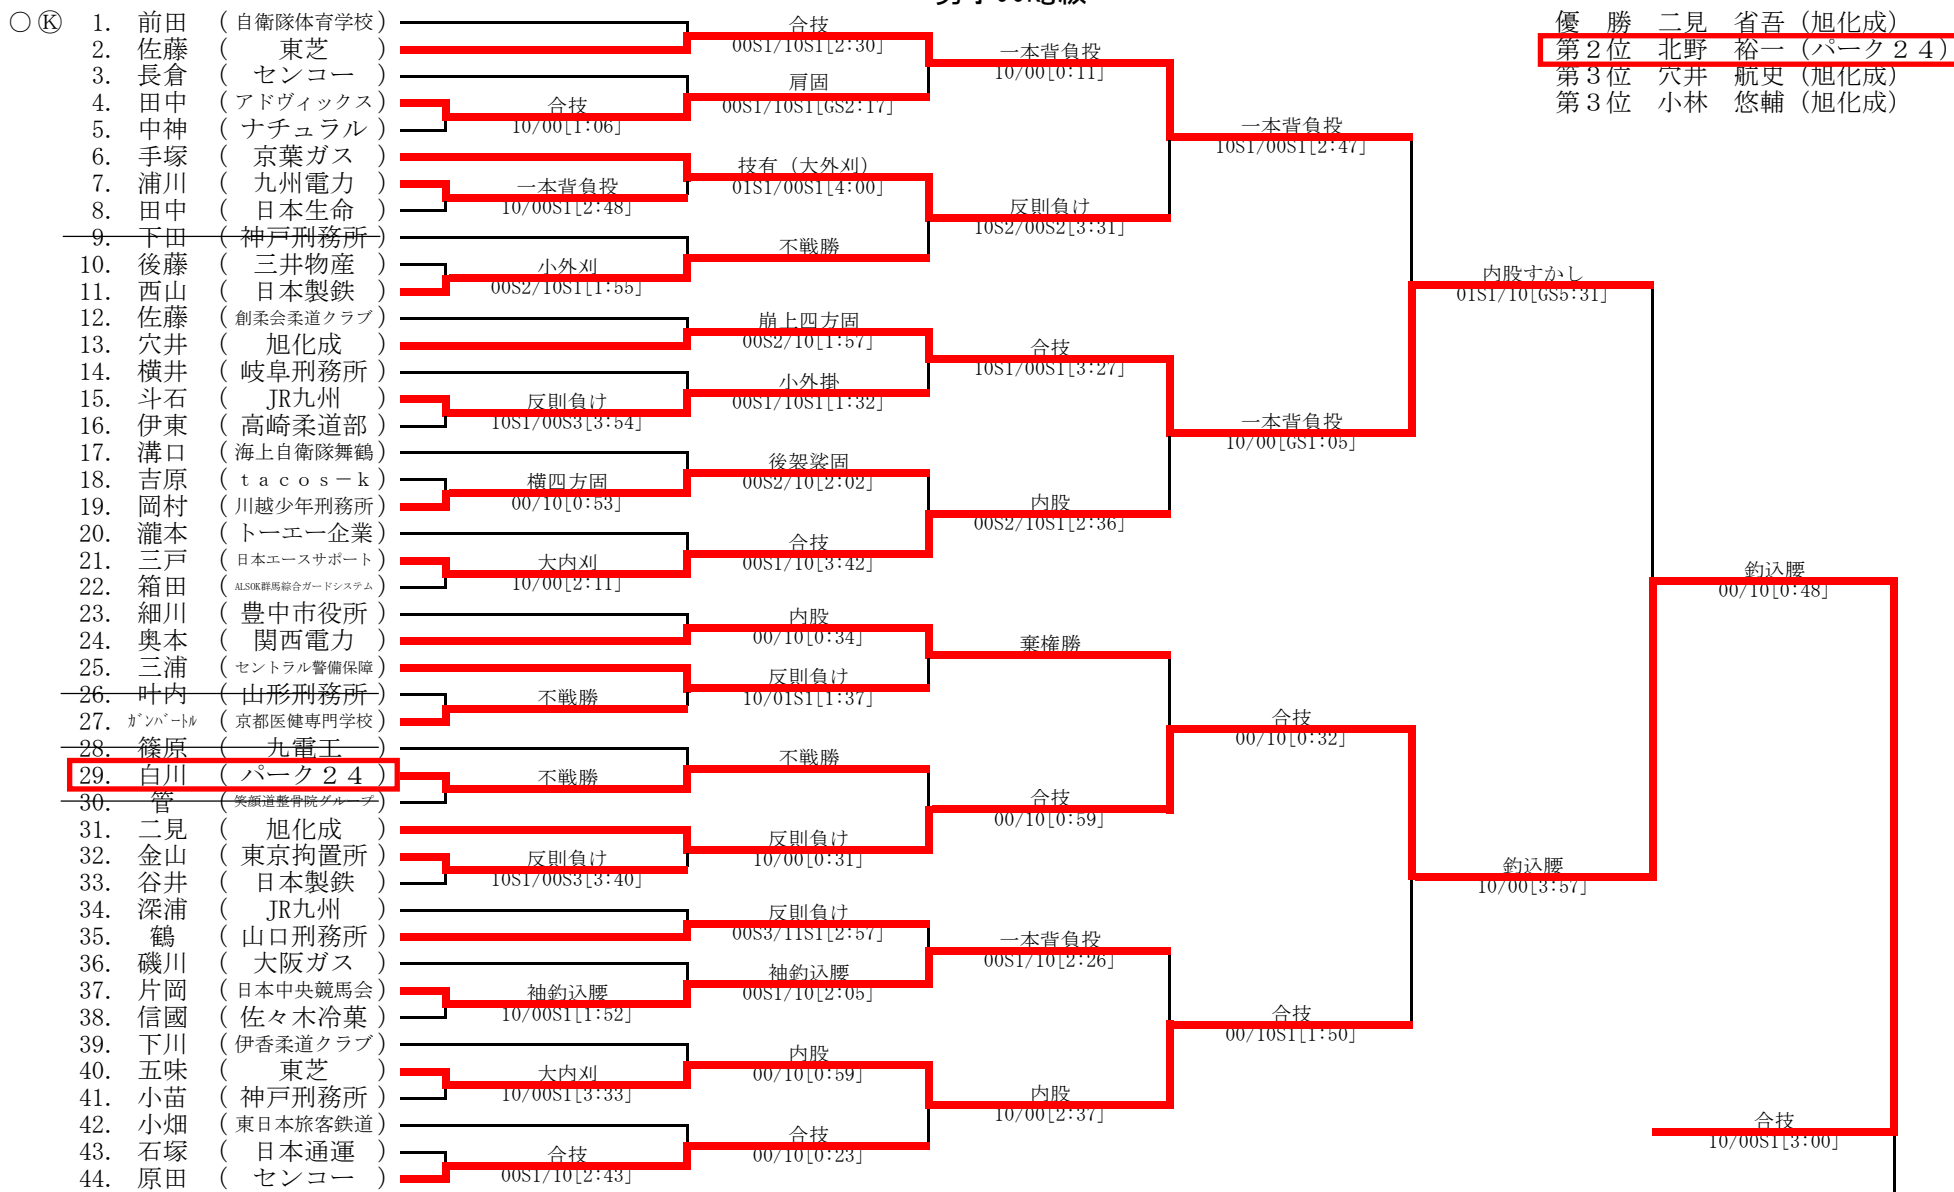 優 勝 二見 省吾 (旭化成)
第2位 北野 裕一 (パーク24)
第3位 穴井 航史 (旭化成)
第3位 小林 悠輔 (旭化成)
○Ⓚ 1. 前田 (自衛隊体育学校)
2. 佐藤 ( 東芝 )
3. 長倉 ( センコー )
4. 田中 (アドヴィックス)
5. 中神 ( ナチュラル )
6. 手塚 ( 京葉ガス )
7. 浦川 ( 九州電力 )
8. 田中 ( 日本生命 )
9. 下田 ( 神戸刑務所 )
10. 後藤 ( 三井物産 )
11. 西山 ( 日本製鉄 )
12. 佐藤 (創柔会柔道クラブ)
13. 穴井 ( 旭化成 )
14. 横井 ( 岐阜刑務所 )
15. 斗石 ( JR九州 )
16. 伊東 ( 高崎柔道部 )
17. 溝口 (海上自衛隊舞鶴)
18. 吉原 ( tacos-k )
19. 岡村 (川越少年刑務所)
20. 瀧本 (トーエー企業)
21. 三戸 (日本エースサポート)
22. 箱田 (ALSOK群馬綜合ガードシステム)
23. 細川 ( 豊中市役所 )
24. 奥本 ( 関西電力 )
25. 三浦 (セントラル警備保障)
26. 叶内 ( 山形刑務所 )
27. ガンバートル (京都医健専門学校)
28. 篠原 ( 九電工 )
29. 白川 ( パーク24 )
30. 管 (笑顔道整骨院グループ)
31. 二見 ( 旭化成 )
32. 金山 ( 東京拘置所 )
33. 谷井 ( 日本製鉄 )
34. 深浦 ( JR九州 )
35. 鶴 ( 山口刑務所 )
36. 磯川 ( 大阪ガス )
37. 片岡 (日本中央競馬会)
38. 信國 ( 佐々木冷菓 )
39. 下川 (伊香柔道クラブ)
40. 五味 ( 東芝 )
41. 小苗 ( 神戸刑務所 )
42. 小畑 (東日本旅客鉄道)
43. 石塚 ( 日本通運 )
44. 原田 ( センコー )
合技
10/00[1:06]
一本背負投
10/00S1[2:48]
小外刈
00S2/10S1[1:55]
反則負け
10S1/00S3[3:54]
横四方固
00/10[0:53]
大内刈
10/00[2:11]
不戦勝
不戦勝
反則負け
10S1/00S3[3:40]
袖釣込腰
10/00S1[1:52]
大内刈
10/00S1[3:33]
合技
00S1/10[2:43]
合技
00S1/10S1[2:30]
肩固
00S1/10S1[GS2:17]
技有(大外刈)
01S1/00S1[4:00]
不戦勝
崩上四方固
00S2/10[1:57]
小外掛
00S1/10S1[1:32]
後袈裟固
00S2/10[2:02]
合技
00S1/10[3:42]
内股
00/10[0:34]
反則負け
10/01S1[1:37]
不戦勝
反則負け
10/00[0:31]
反則負け
00S3/11S1[2:57]
袖釣込腰
00S1/10[2:05]
内股
00/10[0:59]
合技
00/10[0:23]
一本背負投
10/00[0:11]
反則負け
10S2/00S2[3:31]
合技
10S1/00S1[3:27]
内股
00S2/10S1[2:36]
棄権勝
合技
00/10[0:59]
一本背負投
00S1/10[2:26]
内股
10/00[2:37]
一本背負投
10S1/00S1[2:47]
一本背負投
10/00[GS1:05]
合技
00/10[0:32]
合技
00/10S1[1:50]
内股すかし
01S1/10[GS5:31]
釣込腰
10/00[3:57]
釣込腰
00/10[0:48]
合技
10/00S1[3:00]